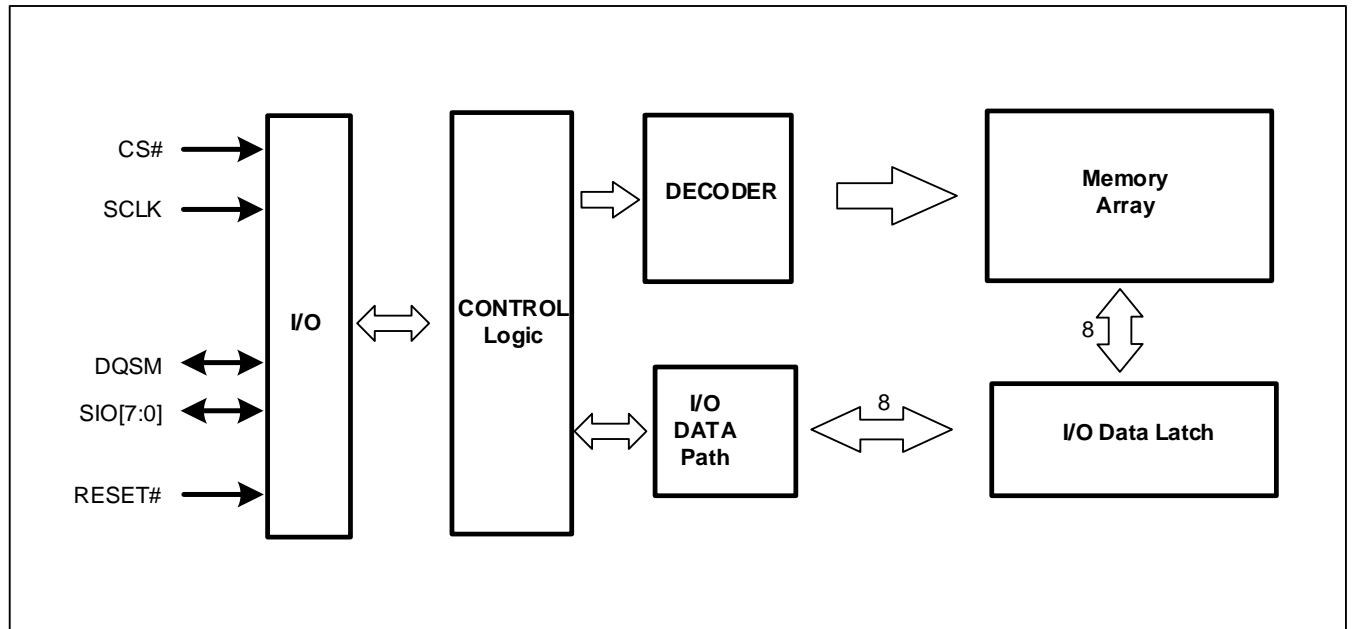 CS#
SCLK
DQSM
SIO[7:0]
RESET#
I/O
CONTROL
Logic
DECODER
I/O
DATA
Path
8
Memory
Array
8
I/O Data Latch